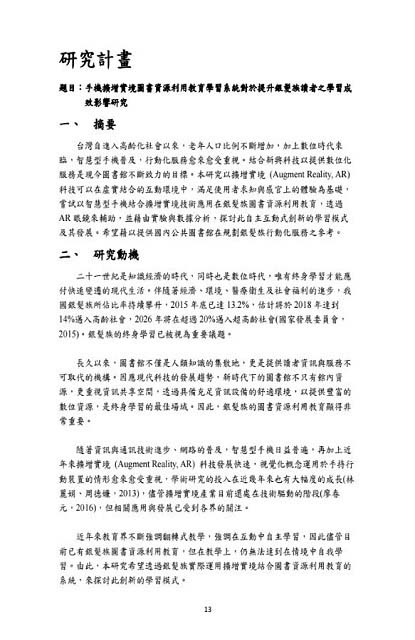 研究計畫
題目：手機擴增實境圖書資源利用教育學習系統對於提升銀髮族讀者之學習成
效影響研究
一、 摘要
台灣自進入高齡化社會以來，老年人口比例不斷增加，加上數位時代來
臨，智慧型手機普及，行動化服務愈來愈受重視。結合新興科技以提供數位化
服務是現今圖書館不斷致力的目標。本研究以擴增實境 (Augment Reality, AR)
科技可以在虛實結合的互動環境中，滿足使用者求知與感官上的體驗為基礎，
嘗試以智慧型手機結合擴增實境技術應用在銀髮族圖書資源利用教育，透過
AR 眼鏡來輔助，並藉由實驗與數據分析，探討此自主互動式創新的學習模式
及其發展。希望藉以提供國內公共圖書館在規劃銀髮族行動化服務之參考。
二、 研究動機
二十一世紀是知識經濟的時代，同時也是數位時代，唯有終身學習才能應
付快速變遷的現代生活。伴隨著經濟、環境、醫療衛生及社會福利的進步，我
國銀髮族所佔比率持續攀升，2015 年底已達 13.2%，估計將於 2018 年達到
14%邁入高齡社會，2026 年將在超過 20%邁入超高齡社會(國家發展委員會，
2015)。銀髮族的終身學習已被視為重要議題。
長久以來，圖書館不僅是人類知識的集散地，更是提供讀者資訊與服務不
可取代的機構。因應現代科技的發展趨勢，新時代下的圖書館不只有館內資
源，更重視資訊共享空間，透過具備充足資訊設備的舒適環境，以提供豐富的
數位資源，是終身學習的最佳場域。因此，銀髮族的圖書資源利用教育顯得非
常重要。
隨著資訊與通訊技術進步、網路的普及，智慧型手機日益普遍，再加上近
年來擴增實境 (Augment Reality, AR) 科技發展快速，視覺化概念運用於手持行
動裝置的情形愈來愈受重視，學術研究的投入在近幾年來也有大幅度的成長(林
麗娟、周德嫌，2013)，儘管擴增實境產業目前還處在技術驅動的階段(廖春
元，2016)，但相關應用與發展已受到各界的關注。
近年來教育界不斷強調翻轉式教學，強調在互動中自主學習，因此儘管目
前已有銀髮族圖書資源利用教育，但在教學上，仍無法達到在情境中自我學
習。由此，本研究希望透過銀髮族實際運用擴增實境結合圖書資源利用教育的
系統，來探討此創新的學習模式。
13